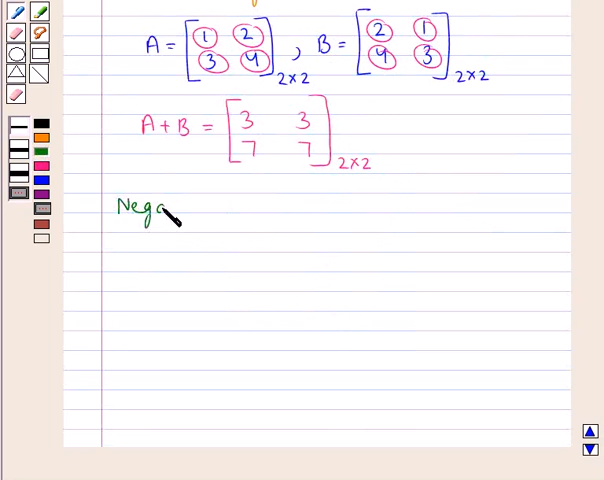 A = [1 2 3 4] 2×2 , B = [2 1 4 3] 2×2
A + B = [3 3 7 7] 2×2
Nega